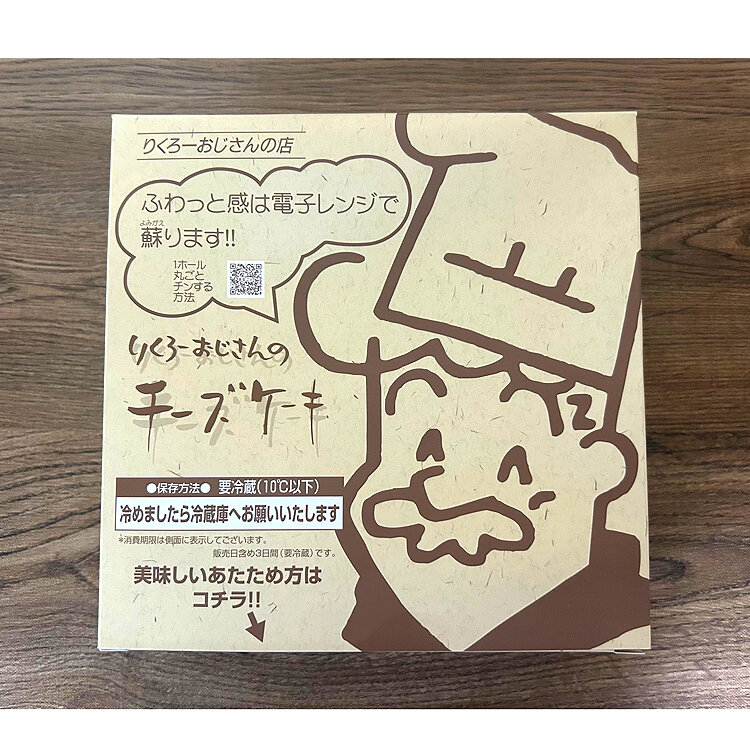 りくろーおじさんの店
ふわっと感は電子レンジで
よみガえ
蘇ります!!
1ホール
丸ごと
チンする
方法
りくろーおじさんの
チーズケーキ
●保存方法● 要冷蔵(10℃以下)
冷めましたら冷蔵庫へお願いいたします
*消費期限は側面に表示してございます。
販売日含め3日間(要冷蔵)です。
美味しいあたため方は
コチラ!!